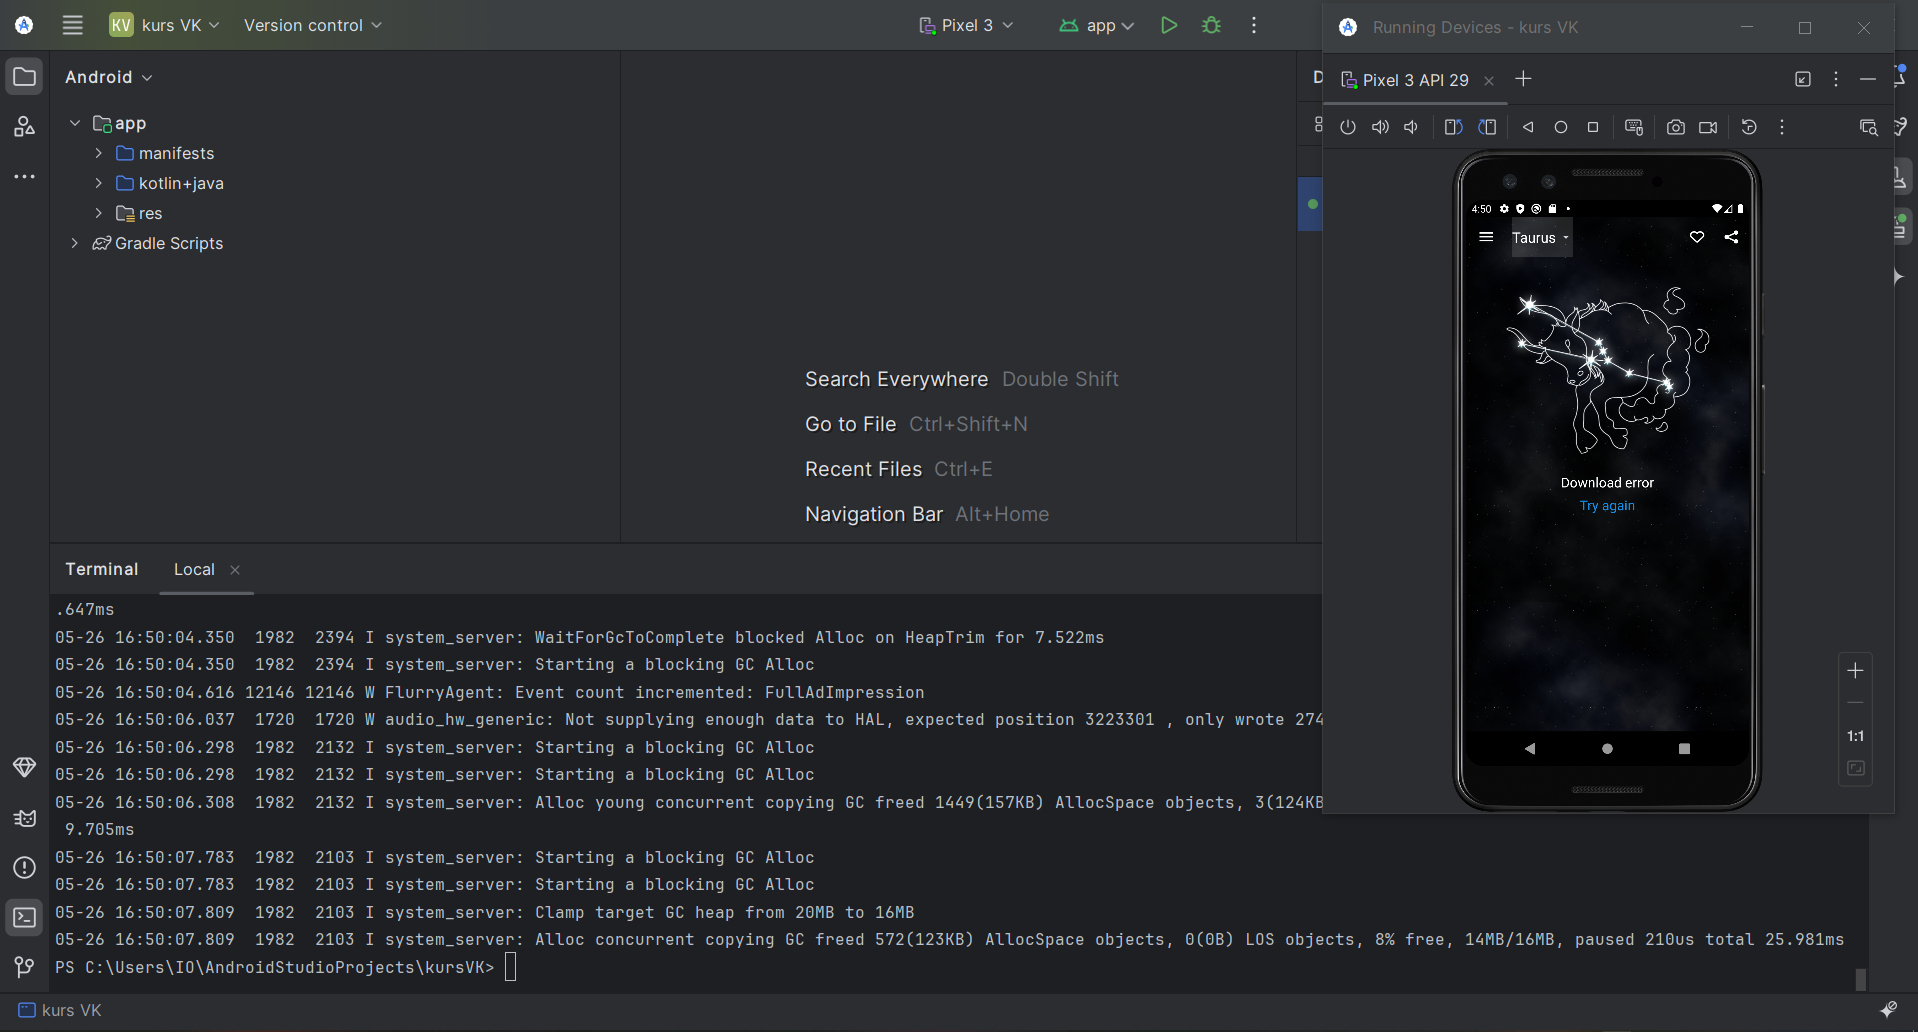 KV kurs VK Version control Pixel 3 app
Running Devices - kurs VK
Android
app
manifests
kotlin+java
res
Gradle Scripts
Search Everywhere Double Shift
Go to File Ctrl+Shift+N
Recent Files Ctrl+E
Navigation Bar Alt+Home
D
Pixel 3 API 29
4:50
Taurus
Download error
Try again
1:1
Terminal Local
.647ms
05-26 16:50:04.350 1982 2394 I system_server: WaitForGcToComplete blocked Alloc on HeapTrim for 7.522ms
05-26 16:50:04.350 1982 2394 I system_server: Starting a blocking GC Alloc
05-26 16:50:04.616 12146 12146 W FlurryAgent: Event count incremented: FullAdImpression
05-26 16:50:06.037 1720 1720 W audio_hw_generic: Not supplying enough data to HAL, expected position 3223301 , only wrote 274
05-26 16:50:06.298 1982 2132 I system_server: Starting a blocking GC Alloc
05-26 16:50:06.298 1982 2132 I system_server: Starting a blocking GC Alloc
05-26 16:50:06.308 1982 2132 I system_server: Alloc young concurrent copying GC freed 1449(157KB) AllocSpace objects, 3(124KB
9.705ms
05-26 16:50:07.783 1982 2103 I system_server: Starting a blocking GC Alloc
05-26 16:50:07.783 1982 2103 I system_server: Starting a blocking GC Alloc
05-26 16:50:07.809 1982 2103 I system_server: Clamp target GC heap from 20MB to 16MB
05-26 16:50:07.809 1982 2103 I system_server: Alloc concurrent copying GC freed 572(123KB) AllocSpace objects, 0(0B) LOS objects, 8% free, 14MB/16MB, paused 210us total 25.981ms
PS C:\Users\IO\AndroidStudioProjects\kursVK>
kurs VK